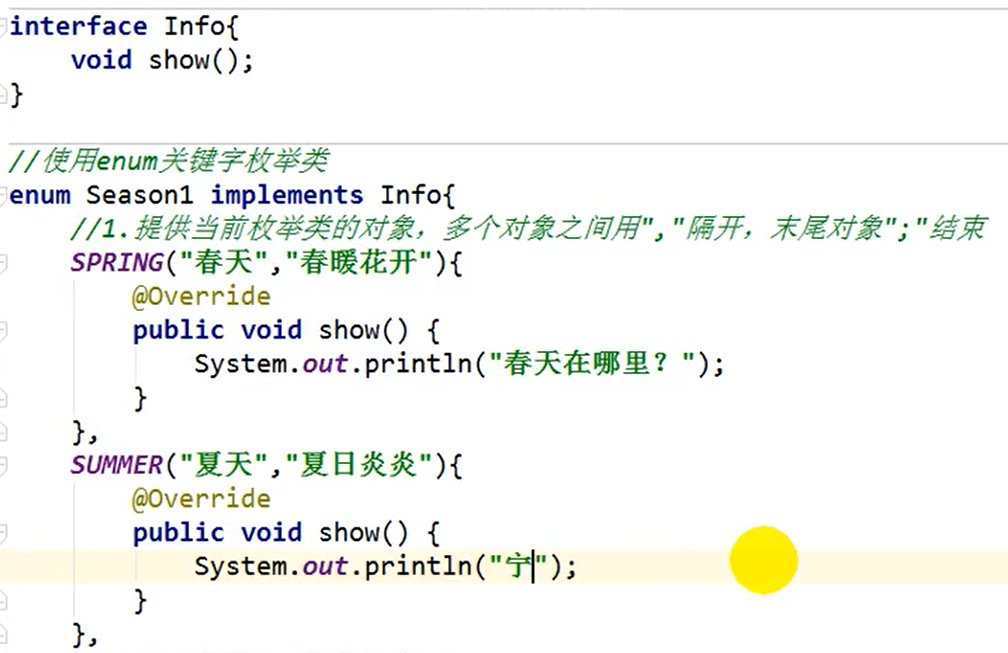 interface Info{
    void show();
}
//使用enum关键字枚举类
enum Season1 implements Info{
    //1.提供当前枚举类的对象，多个对象之间用","隔开，末尾对象";"结束
    SPRING("春天","春暖花开"){
        @Override
        public void show() {
            System.out.println("春天在哪里？");
        }
    },
    SUMMER("夏天","夏日炎炎"){
        @Override
        public void show() {
            System.out.println("宁");
        }
    },